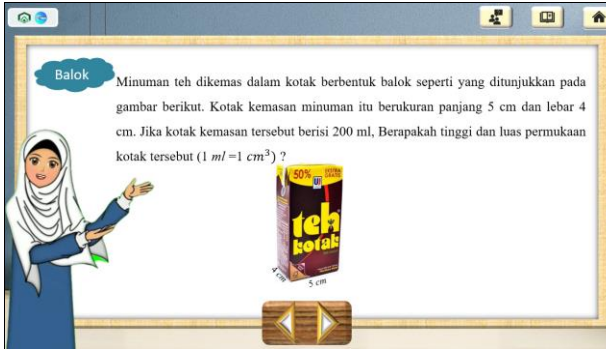 Balok
Minuman teh dikemas dalam kotak berbentuk balok seperti yang ditunjukkan pada
gambar berikut. Kotak kemasan minuman itu berukuran panjang 5 cm dan lebar 4
cm. Jika kotak kemasan tersebut berisi 200 ml, Berapakah tinggi dan luas permukaan
kotak tersebut (1 ml =1 cm³) ?
50%
EXTRA
GRATIS
teh
kotak
4 cm
5 cm